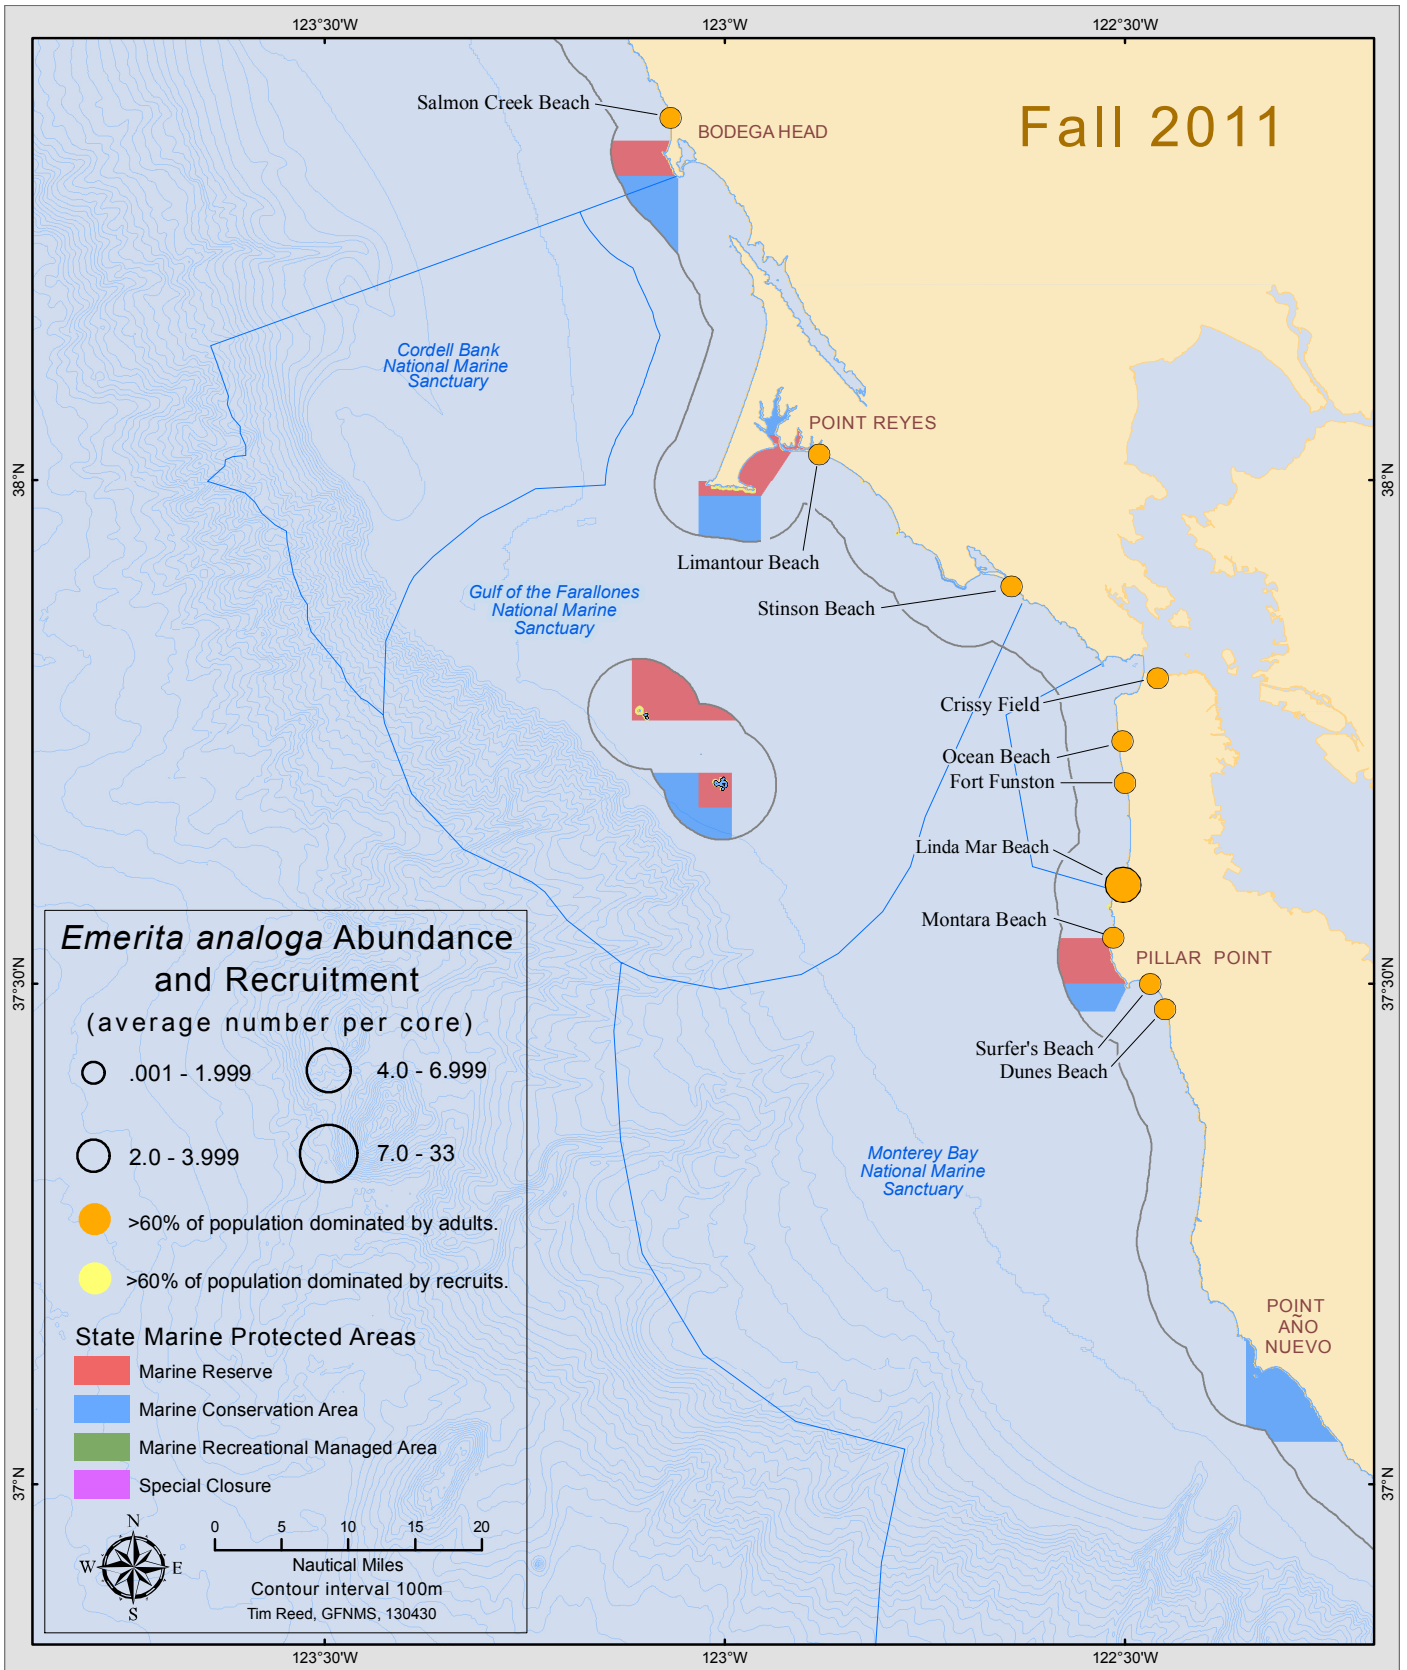 123°30'W
123°W
122°30'W
Fall 2011
Salmon Creek Beach
BODEGA HEAD
Cordell Bank
National Marine
Sanctuary
POINT REYES
38°N
38°N
Limantour Beach
Gulf of the Farallones
National Marine
Sanctuary
Stinson Beach
Crissy Field
Ocean Beach
Fort Funston
Linda Mar Beach
Montara Beach
PILLAR POINT
37°30'N
37°30'N
Surfer's Beach
Dunes Beach
Monterey Bay
National Marine
Sanctuary
POINT
AÑO
NUEVO
37°N
37°N
Emerita analoga Abundance
and Recruitment
(average number per core)
.001 - 1.999
4.0 - 6.999
2.0 - 3.999
7.0 - 33
>60% of population dominated by adults.
>60% of population dominated by recruits.
State Marine Protected Areas
Marine Reserve
Marine Conservation Area
Marine Recreational Managed Area
Special Closure
N
W E
S
0 5 10 15 20
Nautical Miles
Contour interval 100m
Tim Reed, GFNMS, 130430
123°30'W
123°W
122°30'W